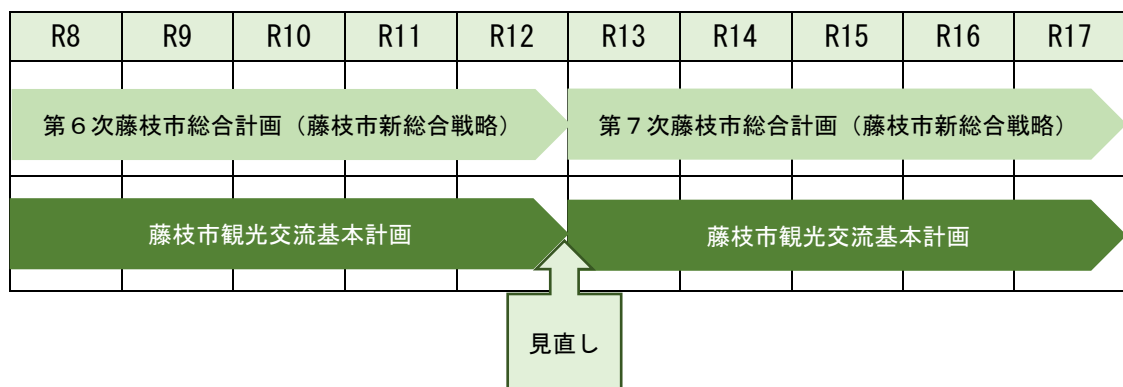 R8 R9 R10 R11 R12 R13 R14 R15 R16 R17
第６次藤枝市総合計画（藤枝市新総合戦略） 第７次藤枝市総合計画（藤枝市新総合戦略）
藤枝市観光交流基本計画 藤枝市観光交流基本計画
見直し